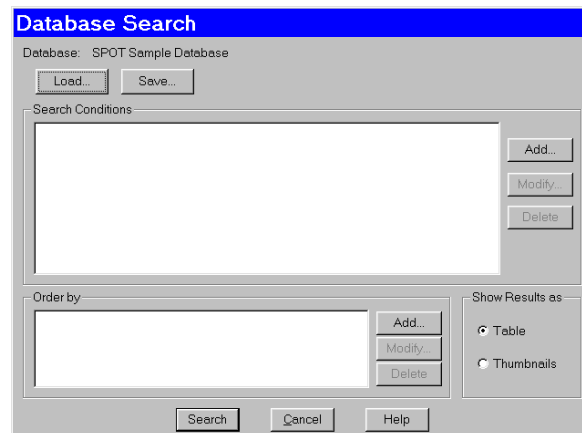 Database Search
Database: SPOT Sample Database
Load... Save...
Search Conditions
Add...
Modify...
Delete
Order by
Add...
Modify...
Delete
Show Results as
Table
Thumbnails
Search Cancel Help